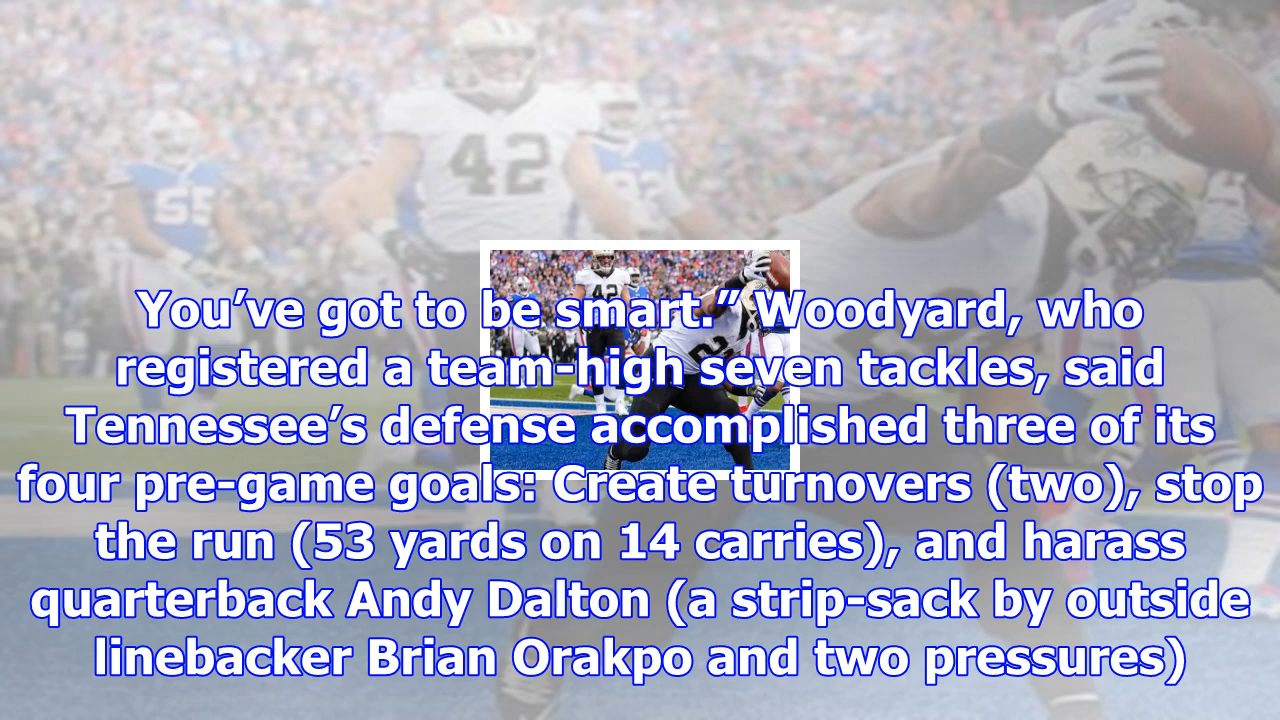 42
55
You’ve got to be smart.” Woodyard, who
registered a team-high seven tackles, said
Tennessee’s defense accomplished three of its
four pre-game goals: Create turnovers (two), stop
the run (53 yards on 14 carries), and harass
quarterback Andy Dalton (a strip-sack by outside
linebacker Brian Orakpo and two pressures)